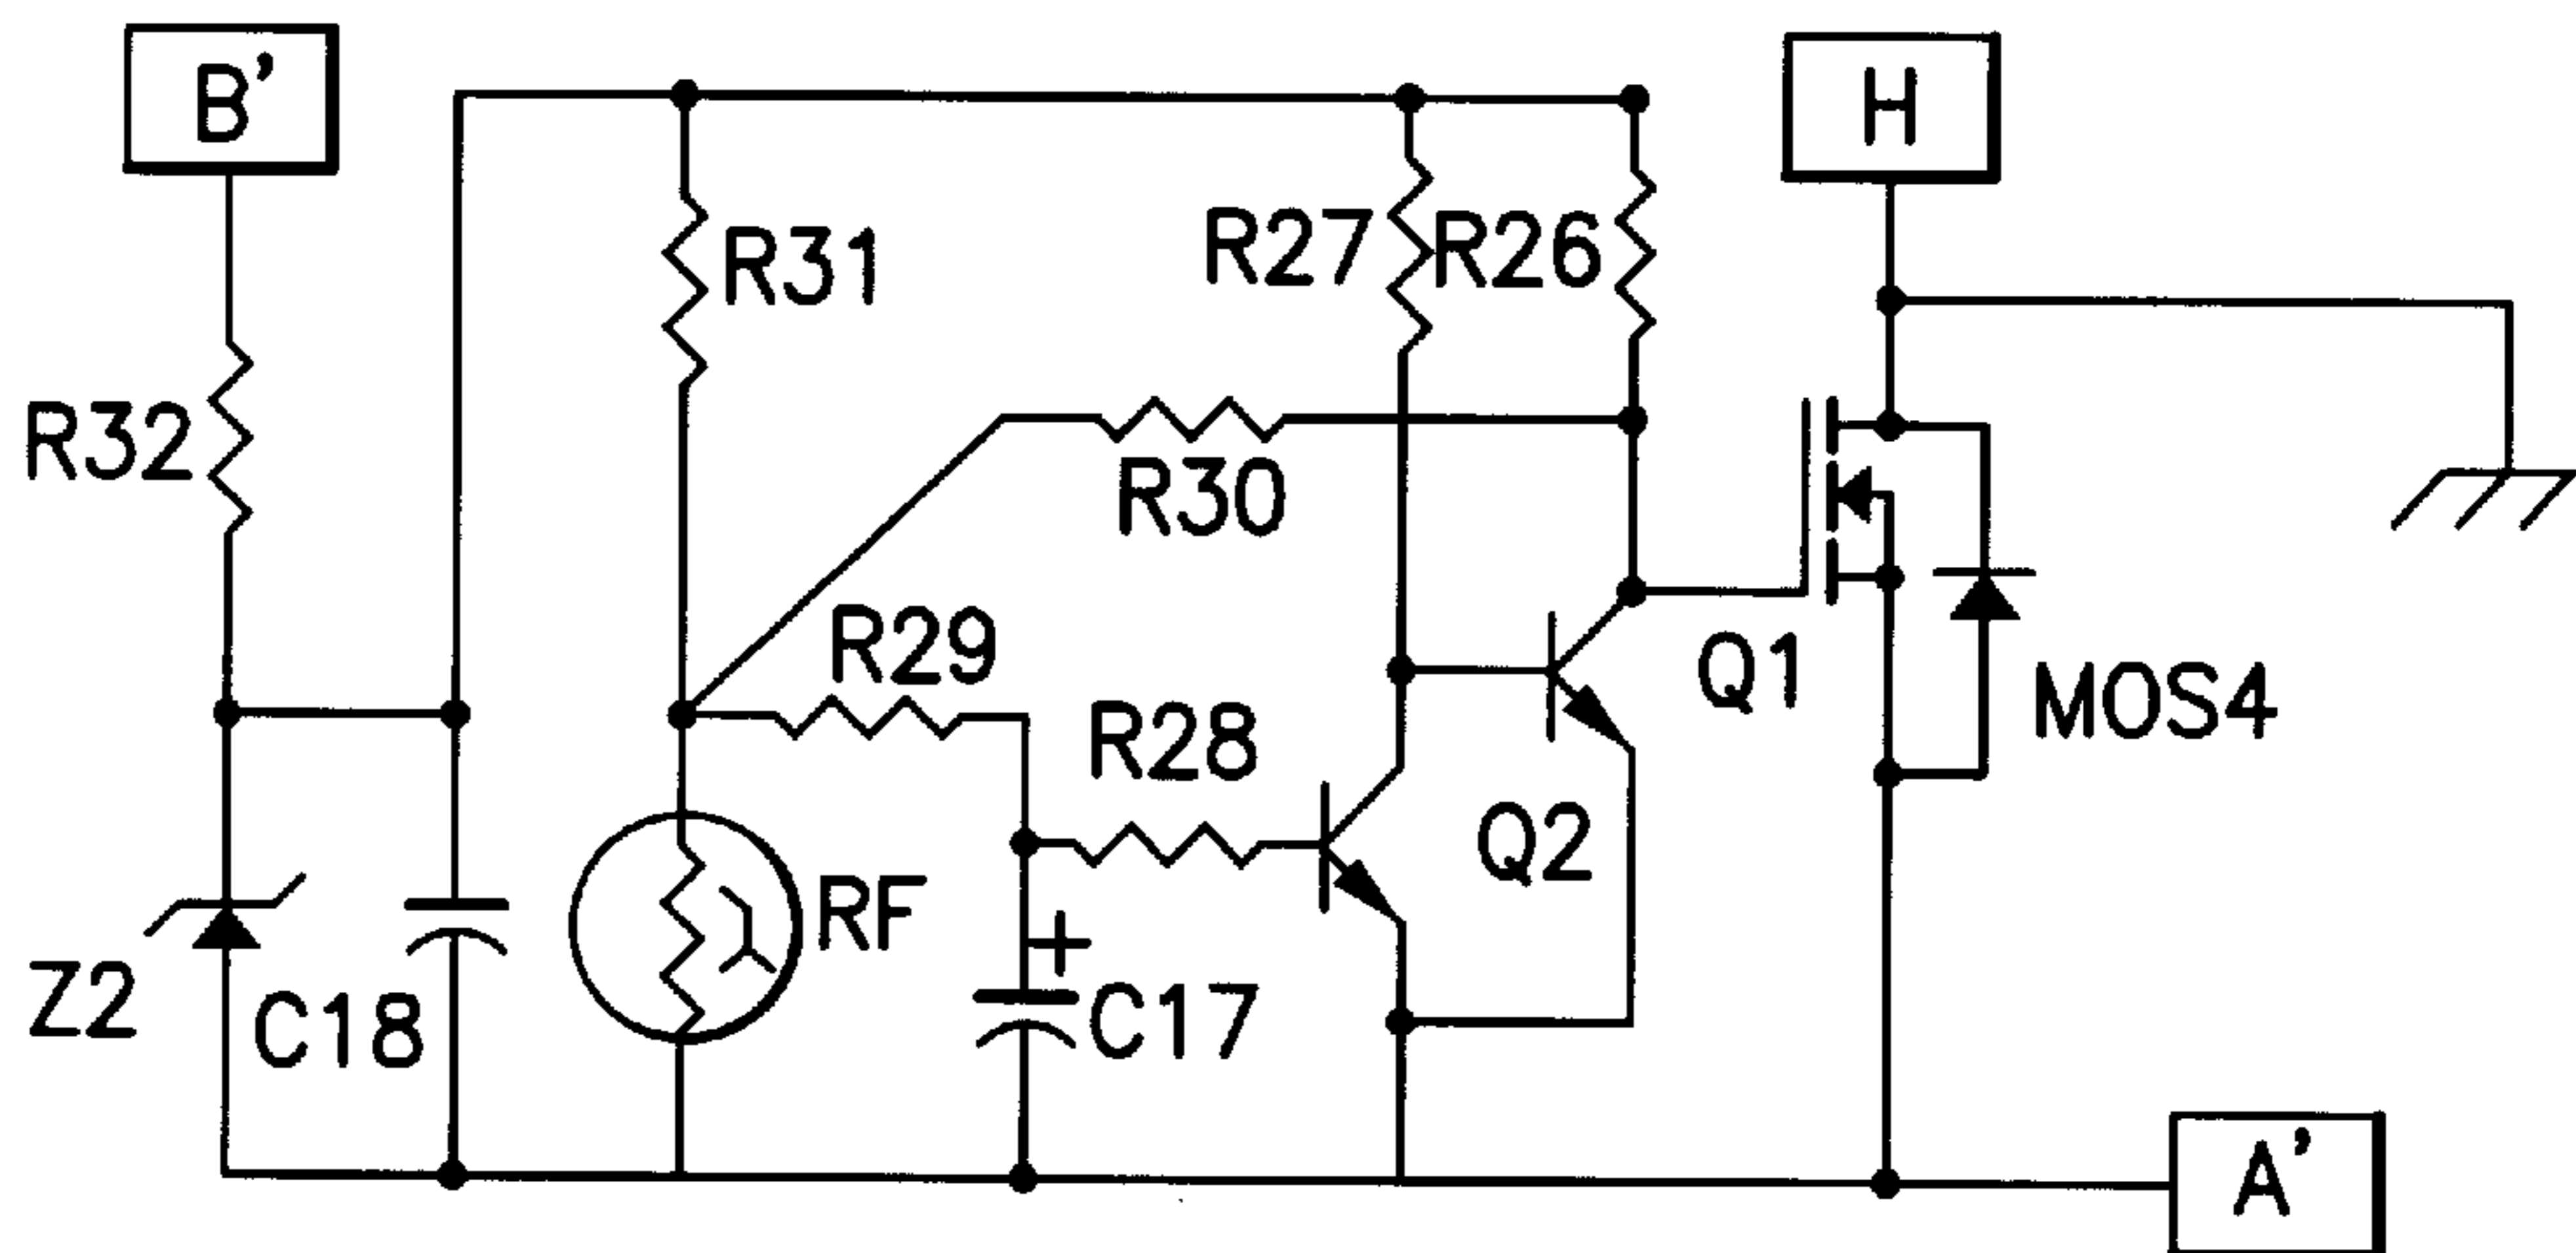 B’
H
R31
R27
R26
R32
R30
R29
R28
Q1
MOS4
Q2
RF
Z2
C18
+
C17
A’